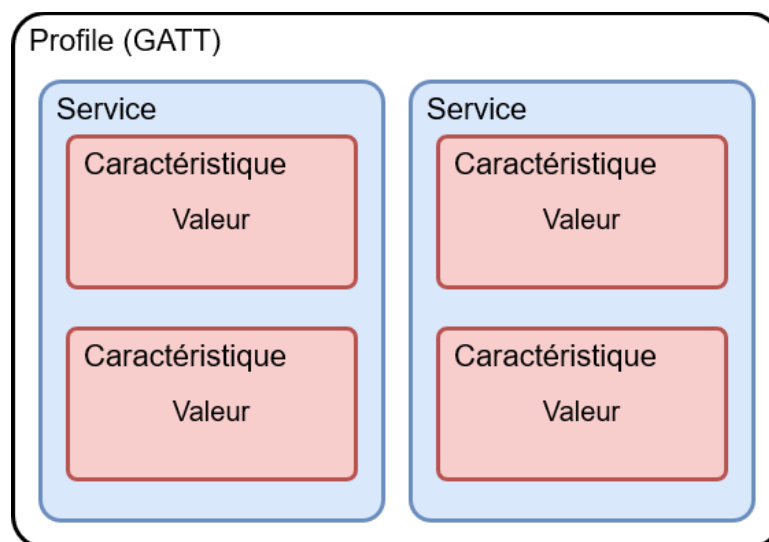 Profile (GATT)
Service
Caractéristique
Valeur
Caractéristique
Valeur
Service
Caractéristique
Valeur
Caractéristique
Valeur